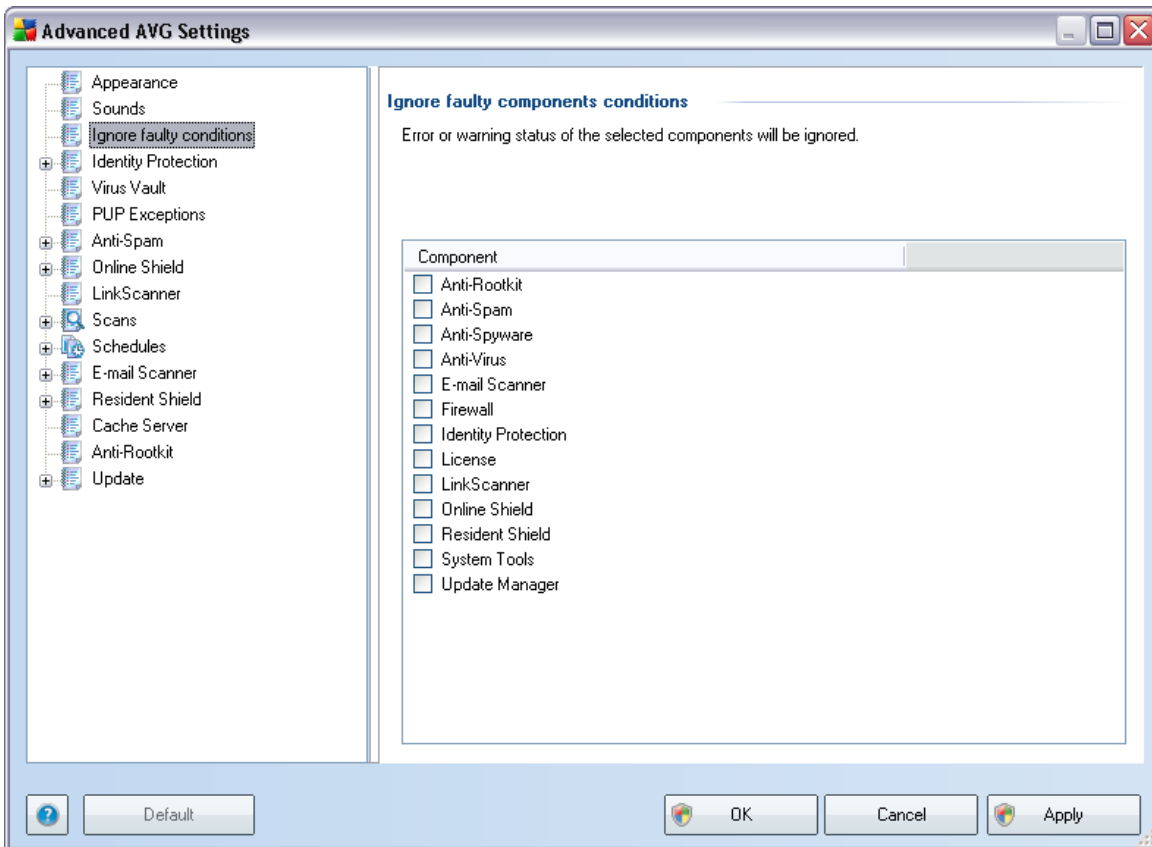 Advanced AVG Settings
Appearance
Sounds
Ignore faulty conditions
Identity Protection
Virus Vault
PUP Exceptions
Anti-Spam
Online Shield
LinkScanner
Scans
Schedules
E-mail Scanner
Resident Shield
Cache Server
Anti-Rootkit
Update
Ignore faulty components conditions
Error or warning status of the selected components will be ignored.
Component
Anti-Rootkit
Anti-Spam
Anti-Spyware
Anti-Virus
E-mail Scanner
Firewall
Identity Protection
License
LinkScanner
Online Shield
Resident Shield
System Tools
Update Manager
? Default OK Cancel Apply